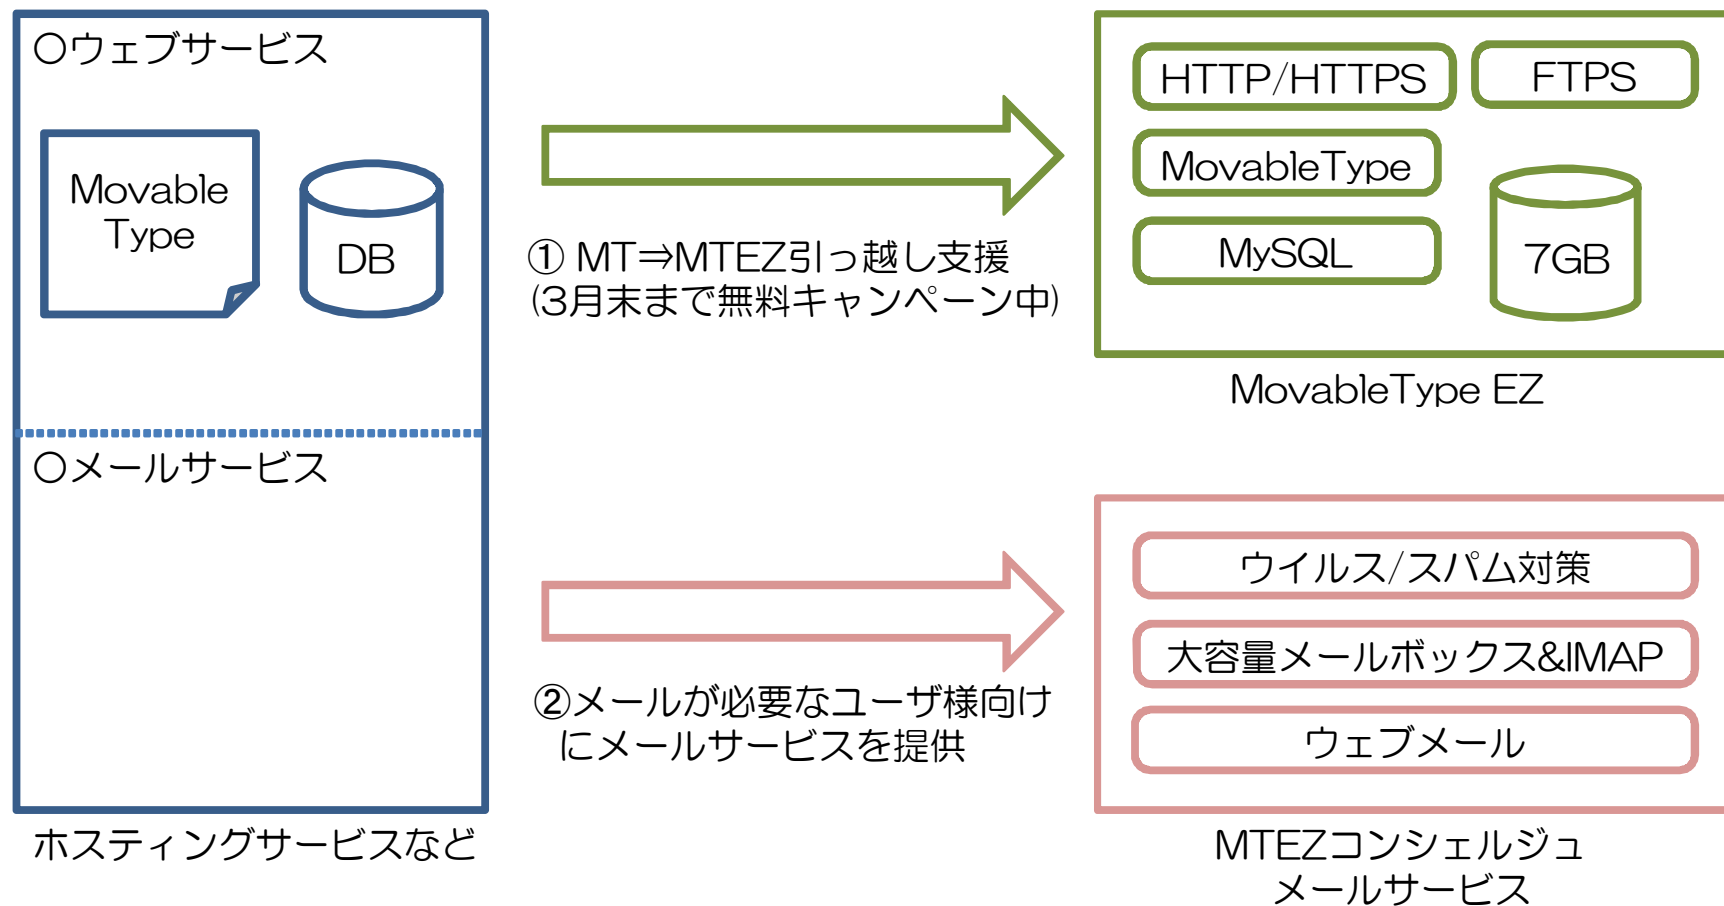 〇ウェブサービス
Movable
Type
DB
① MT⇒MTEZ引っ越し支援
(3月末まで無料キャンペーン中)
HTTP/HTTPS
FTPS
MovableType
MySQL
7GB
MovableType EZ
〇メールサービス
②メールが必要なユーザ様向け
にメールサービスを提供
ウイルス/スパム対策
大容量メールボックス&IMAP
ウェブメール
ホスティングサービスなど
MTEZコンシェルジュ
メールサービス